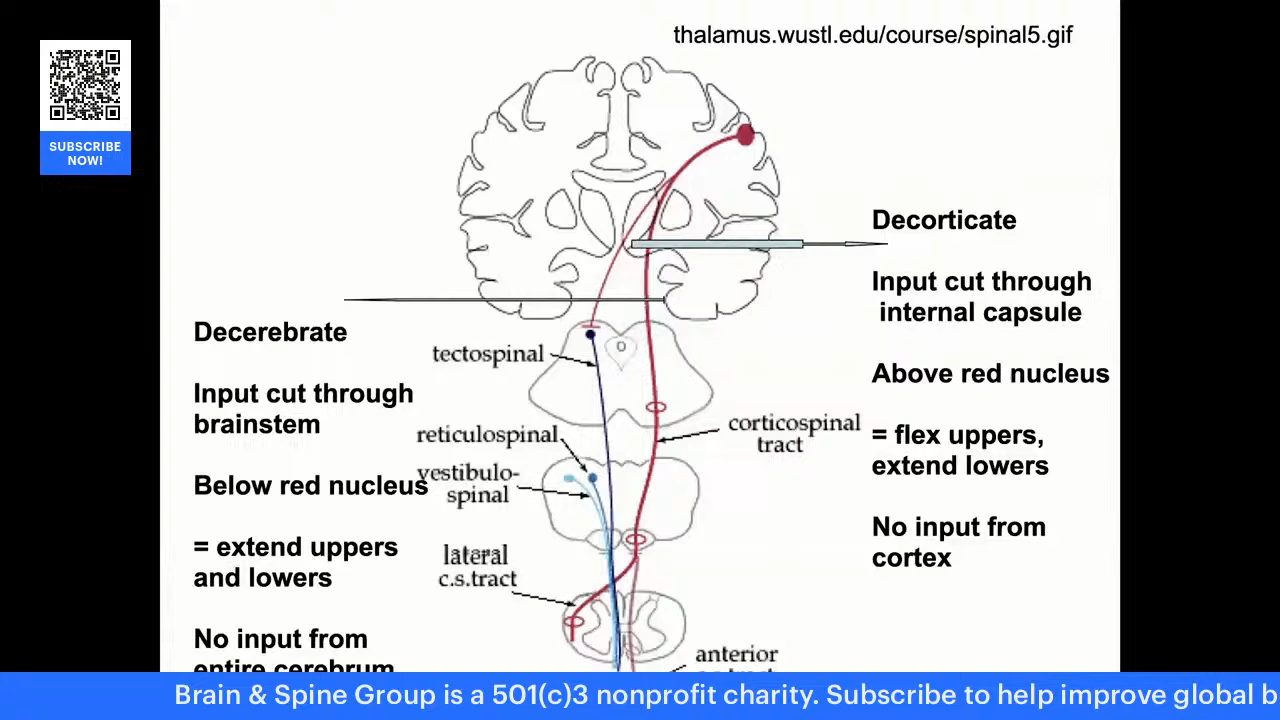 thalamus.wustl.edu/course/spinal5.gif
SUBSCRIBE
NOW!
Decorticate
Input cut through
internal capsule
Above red nucleus
= flex uppers,
extend lowers
No input from
cortex
Decerebrate
Input cut through
brainstem
Below red nucleus
= extend uppers
and lowers
No input from
entire cerebrum
tectospinal
reticulospinal
vestibulo-
spinal
lateral
c.s.tract
corticospinal
tract
anterior
Brain & Spine Group is a 501(c)3 nonprofit charity. Subscribe to help improve global b